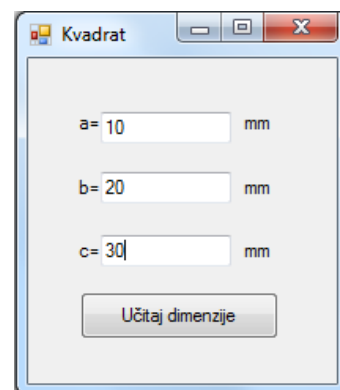 Kvadrat
a= 10 mm
b= 20 mm
c= 30 mm
Učitaj dimenzije